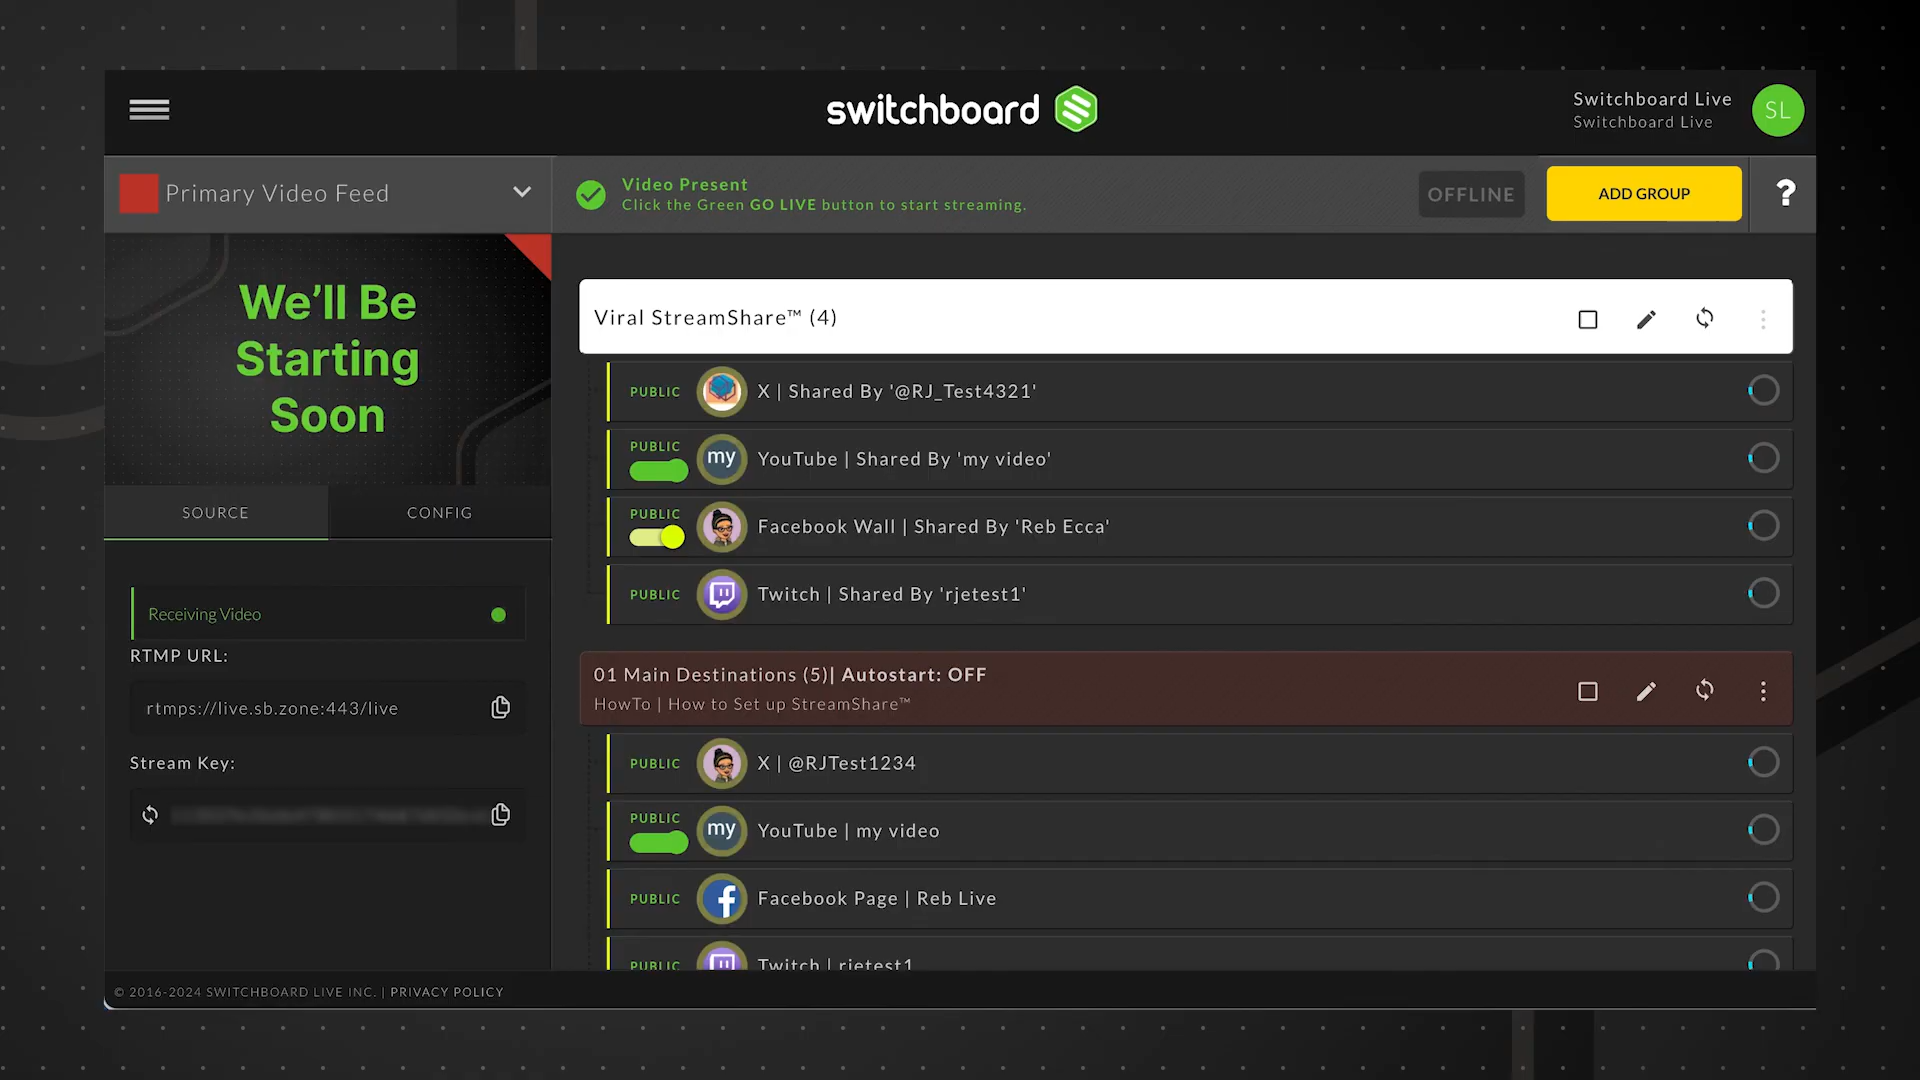 switchboard
Switchboard Live
Switchboard Live
SL
Primary Video Feed
Video Present
Click the Green GO LIVE button to start streaming.
OFFLINE
ADD GROUP
?
We'll Be
Starting
Soon
SOURCE
CONFIG
Receiving Video
RTMP URL:
rtmps://live.sb.zone:443/live
Stream Key:
Viral StreamShare™ (4)
PUBLIC
X | Shared By '@RJ_Test4321'
PUBLIC
my
YouTube | Shared By 'my video'
PUBLIC
Facebook Wall | Shared By 'Reb Ecca'
PUBLIC
Twitch | Shared By 'rjetest1'
01 Main Destinations (5)| Autostart: OFF
HowTo | How to Set up StreamShare™
PUBLIC
X | @RJTest1234
PUBLIC
my
YouTube | my video
PUBLIC
Facebook Page | Reb Live
PUBLIC
Twitch | rjetest1
© 2016-2024 SWITCHBOARD LIVE INC. | PRIVACY POLICY